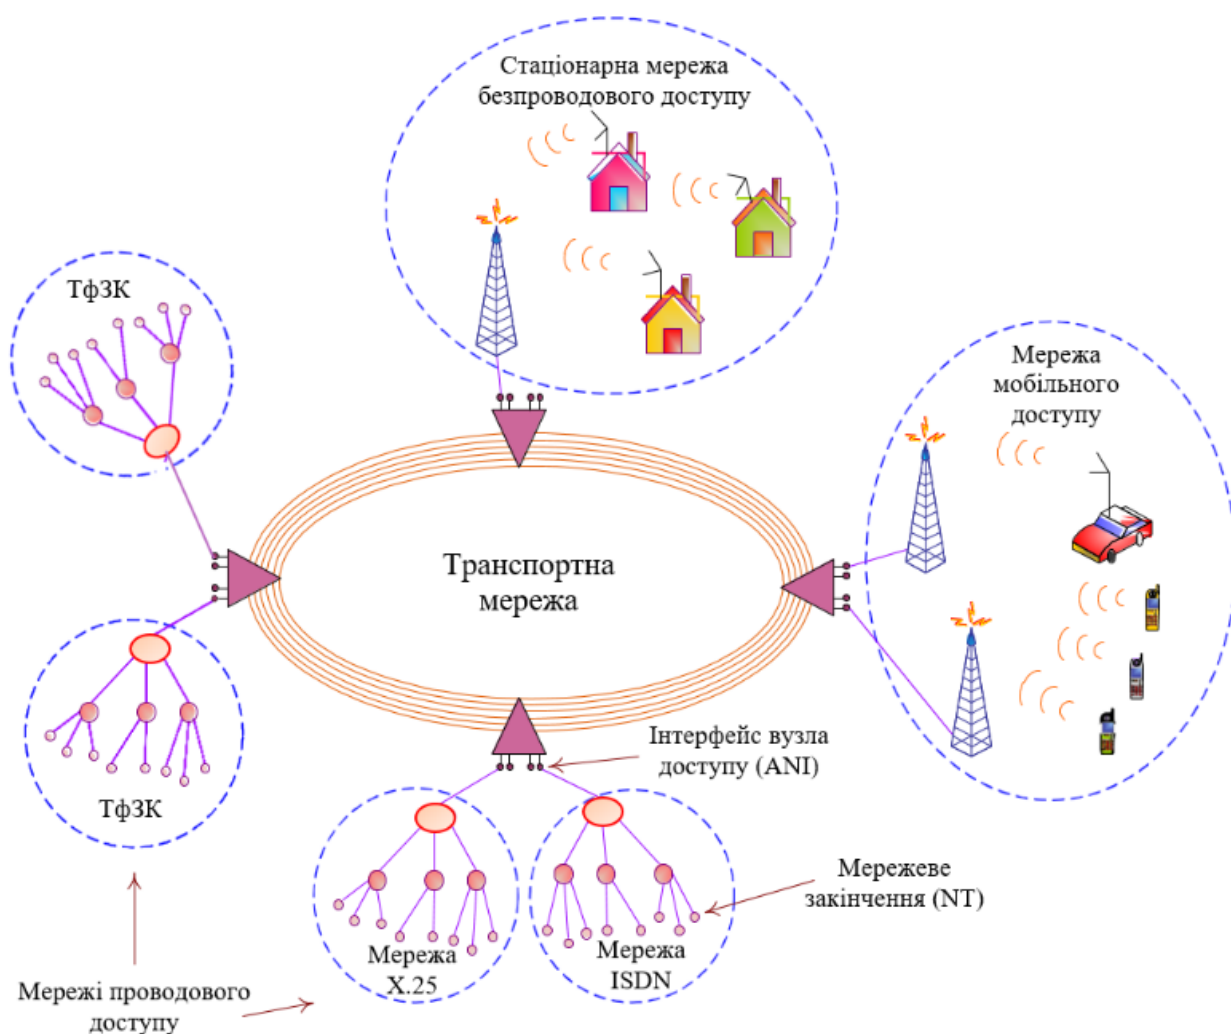 Стаціонарна мережа
безпроводового доступу
ТфЗК
Мережа
мобільного
доступу
Транспортна
мережа
ТфЗК
Інтерфейс вузла
доступу (ANI)
Мережеве
закінчення (NT)
Мережа
X.25
Мережа
ISDN
Мережі проводового
доступу